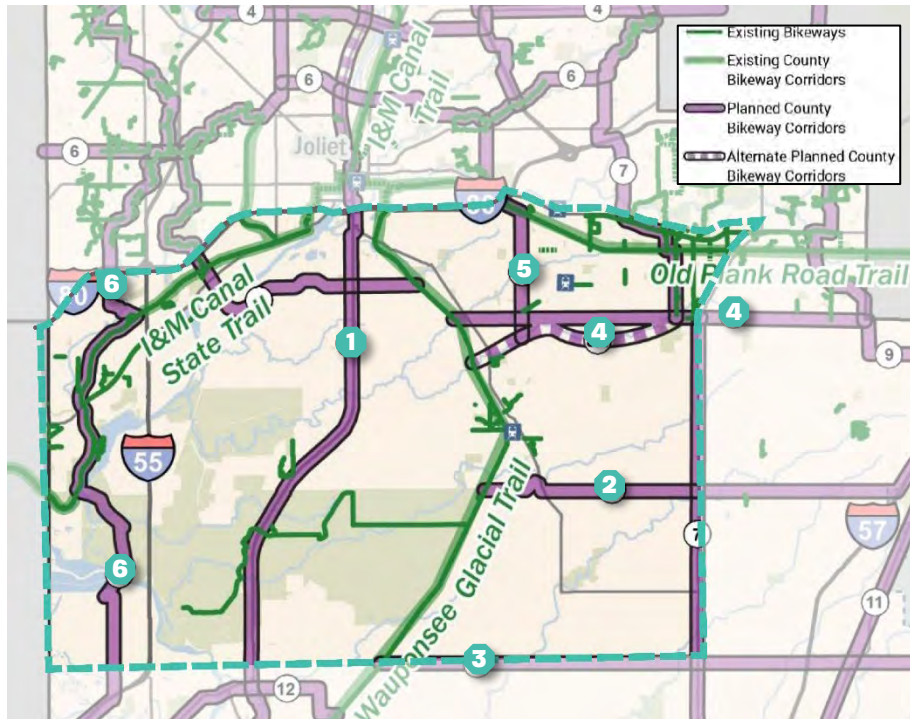 4
4
Existing Bikeways
Existing County
Bikeway Corridors
Planned County
Bikeway Corridors
Alternate Planned County
Bikeway Corridors
6
6
I&M Canal
Trail
Joliet
6
7
80
5
Old Plank Road Trail
80
6
I&M Canal
State Trail
1
4
4
9
55
2
Wauponsee Glacial Trail
7
57
6
11
3
12